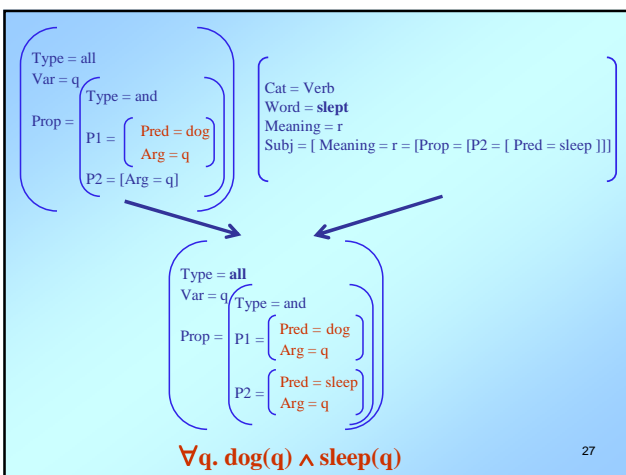 Type = all
Var = q
Prop =
Type = and
P1 =
Pred = dog
Arg = q
P2 = [Arg = q]
Cat = Verb
Word = slept
Meaning = r
Subj = [ Meaning = r = [Prop = [P2 = [ Pred = sleep ]]]
Type = all
Var = q
Prop =
Type = and
P1 =
Pred = dog
Arg = q
P2 =
Pred = sleep
Arg = q
∀q. dog(q) ∧ sleep(q)
27